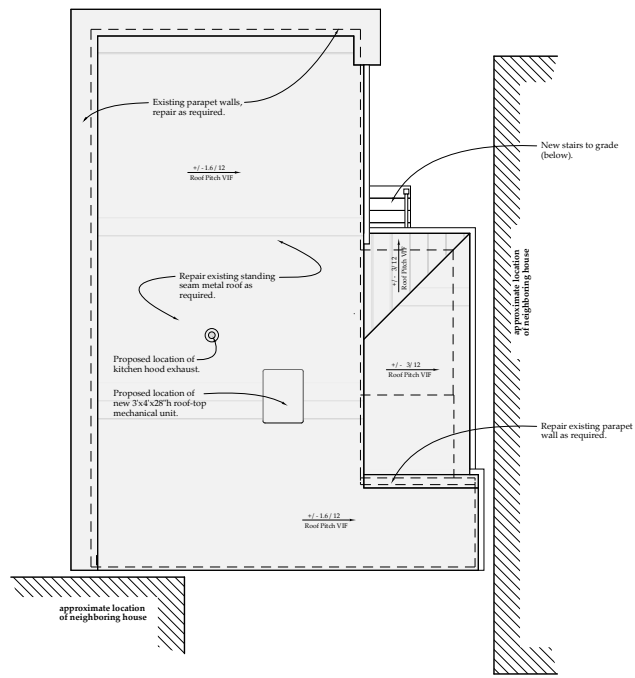 Existing parapet walls,
repair as required.
New stairs to grade
(below).
+/- 1.6 / 12
Roof Pitch VIF
+/- 3/ 12
Roof Pitch VIF
approximate location
of neighboring house
Repair existing standing
seam metal roof as
required.
Proposed location of
kitchen hood exhaust.
+/- 3/ 12
Roof Pitch VIF
Proposed location of
new 3'x4'x28"h roof-top
mechanical unit.
Repair existing parapet
wall as required.
+/- 1.6 / 12
Roof Pitch VIF
approximate location
of neighboring house